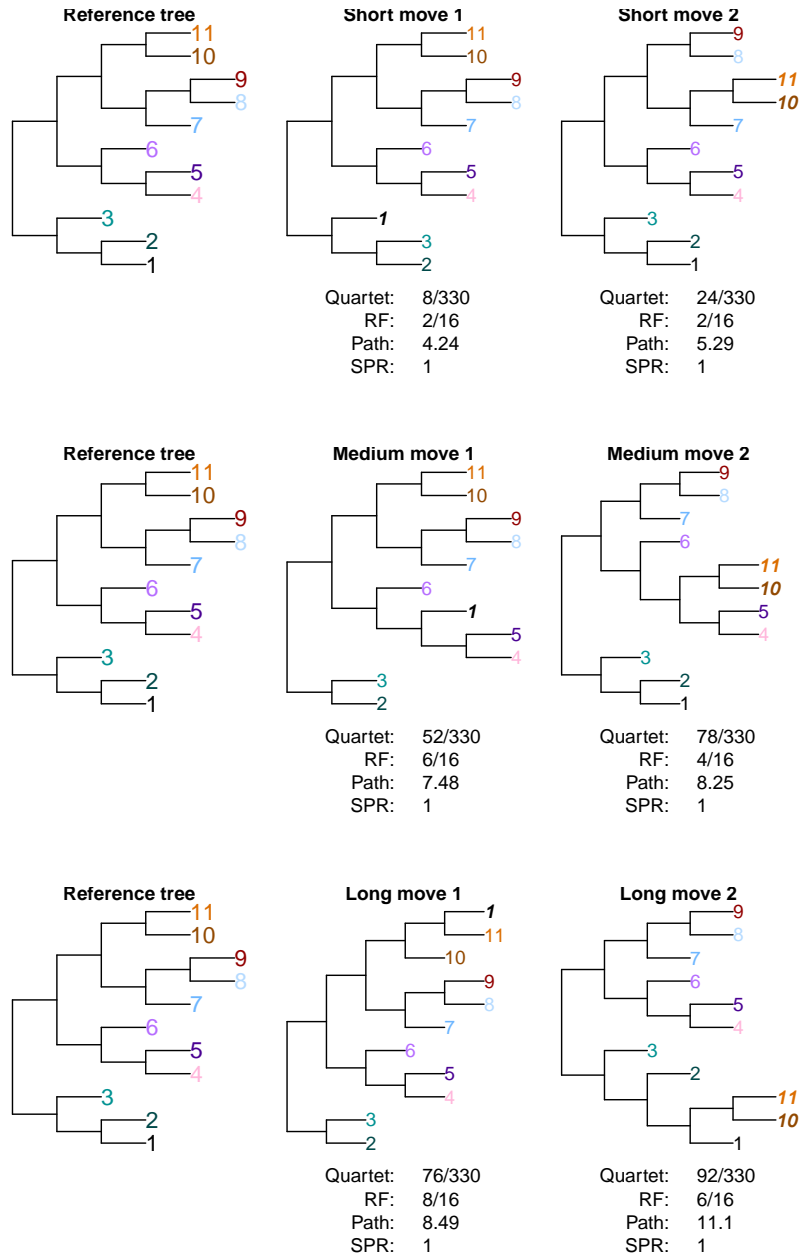 Reference tree Short move 1 Short move 2
11 11 9
10 10 8
9 9 11
8 8 10
7 7 7
6 6 6
5 5 5
4 4 4
3 1 3
2 3 2
1 2 1
Quartet: 8/330 Quartet: 24/330
RF: 2/16 RF: 2/16
Path: 4.24 Path: 5.29
SPR: 1 SPR: 1
Reference tree Medium move 1 Medium move 2
11 11 9
10 10 8
9 9 7
8 8 6
7 7 11
6 6 10
5 1 5
4 5 4
3 4 3
2 3 2
1 2 1
Quartet: 52/330 Quartet: 78/330
RF: 6/16 RF: 4/16
Path: 7.48 Path: 8.25
SPR: 1 SPR: 1
Reference tree Long move 1 Long move 2
11 1 9
10 11 8
9 10 7
8 9 6
7 8 5
6 7 4
5 6 3
4 5 2
3 4 11
2 3 10
1 2 1
Quartet: 76/330 Quartet: 92/330
RF: 8/16 RF: 6/16
Path: 8.49 Path: 11.1
SPR: 1 SPR: 1